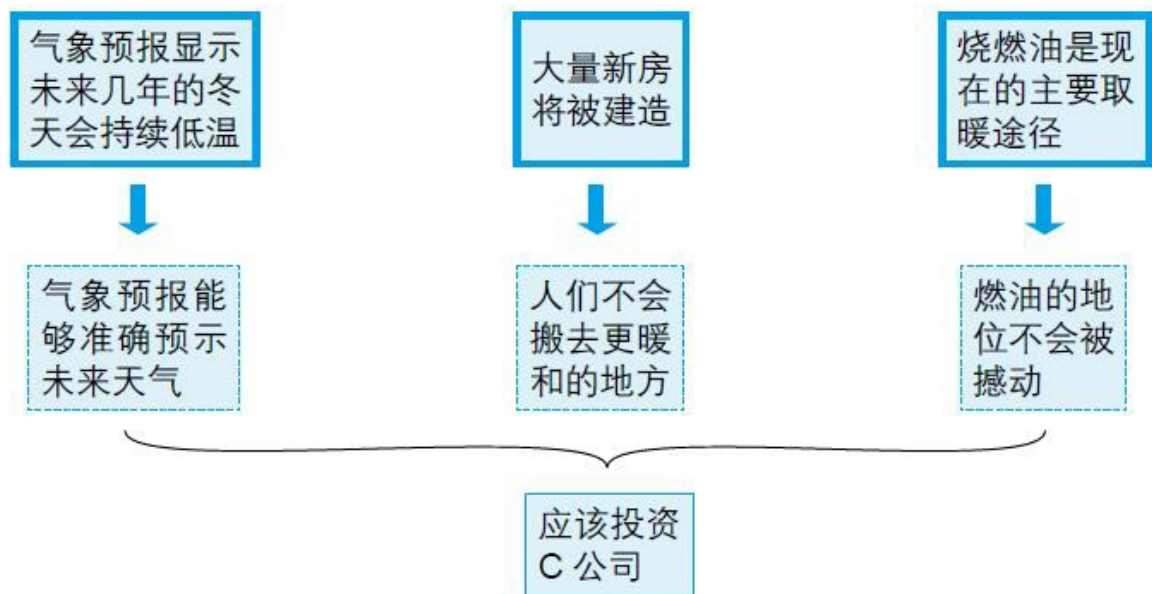 气象预报显示
未来几年的冬
天会持续低温
大量新房
将被建造
烧燃油是现
在的主要取
暖途径
气象预报能
够准确预示
未来天气
人们不会
搬去更暖
和的地方
燃油的地
位不会被
撼动
应该投资
C 公司